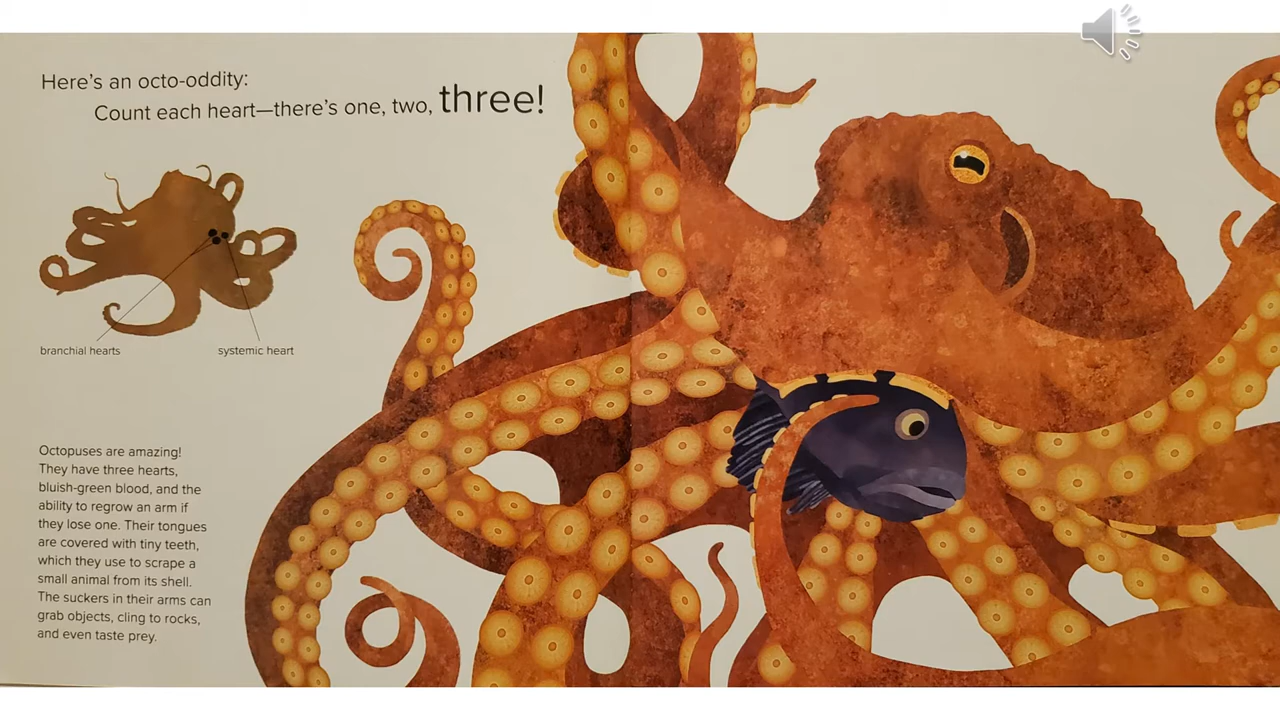 Here's an octo-oddity:
Count each heart—there's one, two, three!
branchial hearts
systemic heart
Octopuses are amazing!
They have three hearts,
bluish-green blood, and the
ability to regrow an arm if
they lose one. Their tongues
are covered with tiny teeth,
which they use to scrape a
small animal from its shell.
The suckers in their arms can
grab objects, cling to rocks,
and even taste prey.